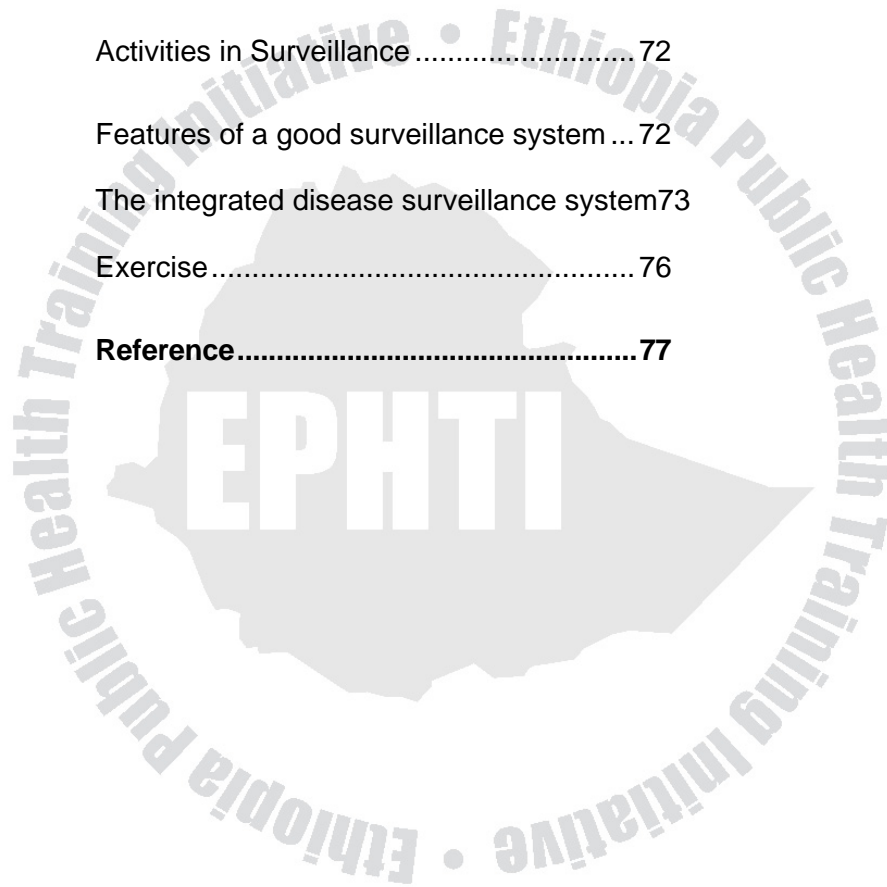 Activities in Surveillance ........................... 72
Features of a good surveillance system ... 72
The integrated disease surveillance system73
Exercise.................................................... 76
Reference...................................................77
EPHTI
Ethiopia Public Health Training Initiative • Ethiopia Public Health Training Initiative •